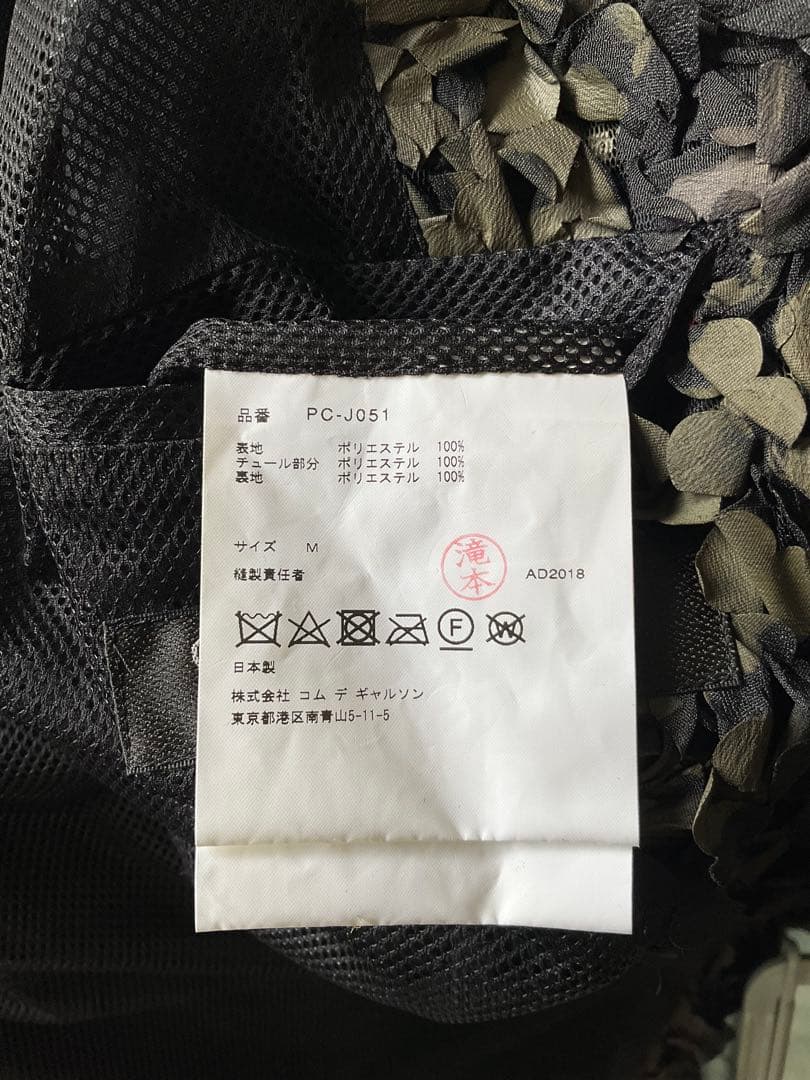 品番 PC-J051
表地 ポリエステル 100%
チュール部分 ポリエステル 100%
裏地 ポリエステル 100%
サイズ M
縫製責任者 滝本 AD2018
F W
日本製
株式会社 コム デ ギャルソン
東京都港区南青山5-11-5